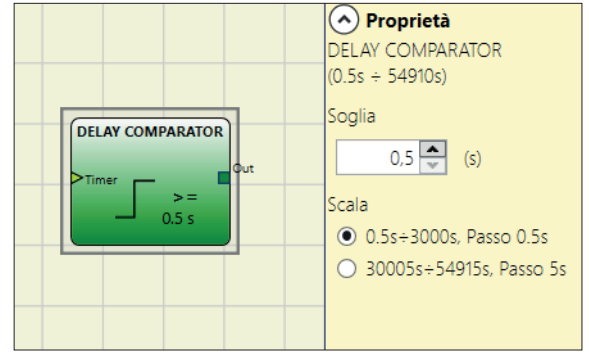 DELAY COMPARATOR
Timer
Out
>=
0.5 s
Proprietà
DELAY COMPARATOR
(0.5s ÷ 54910s)
Soglia
0,5 (s)
Scala
0.5s÷3000s, Passo 0.5s
30005s÷54915s, Passo 5s